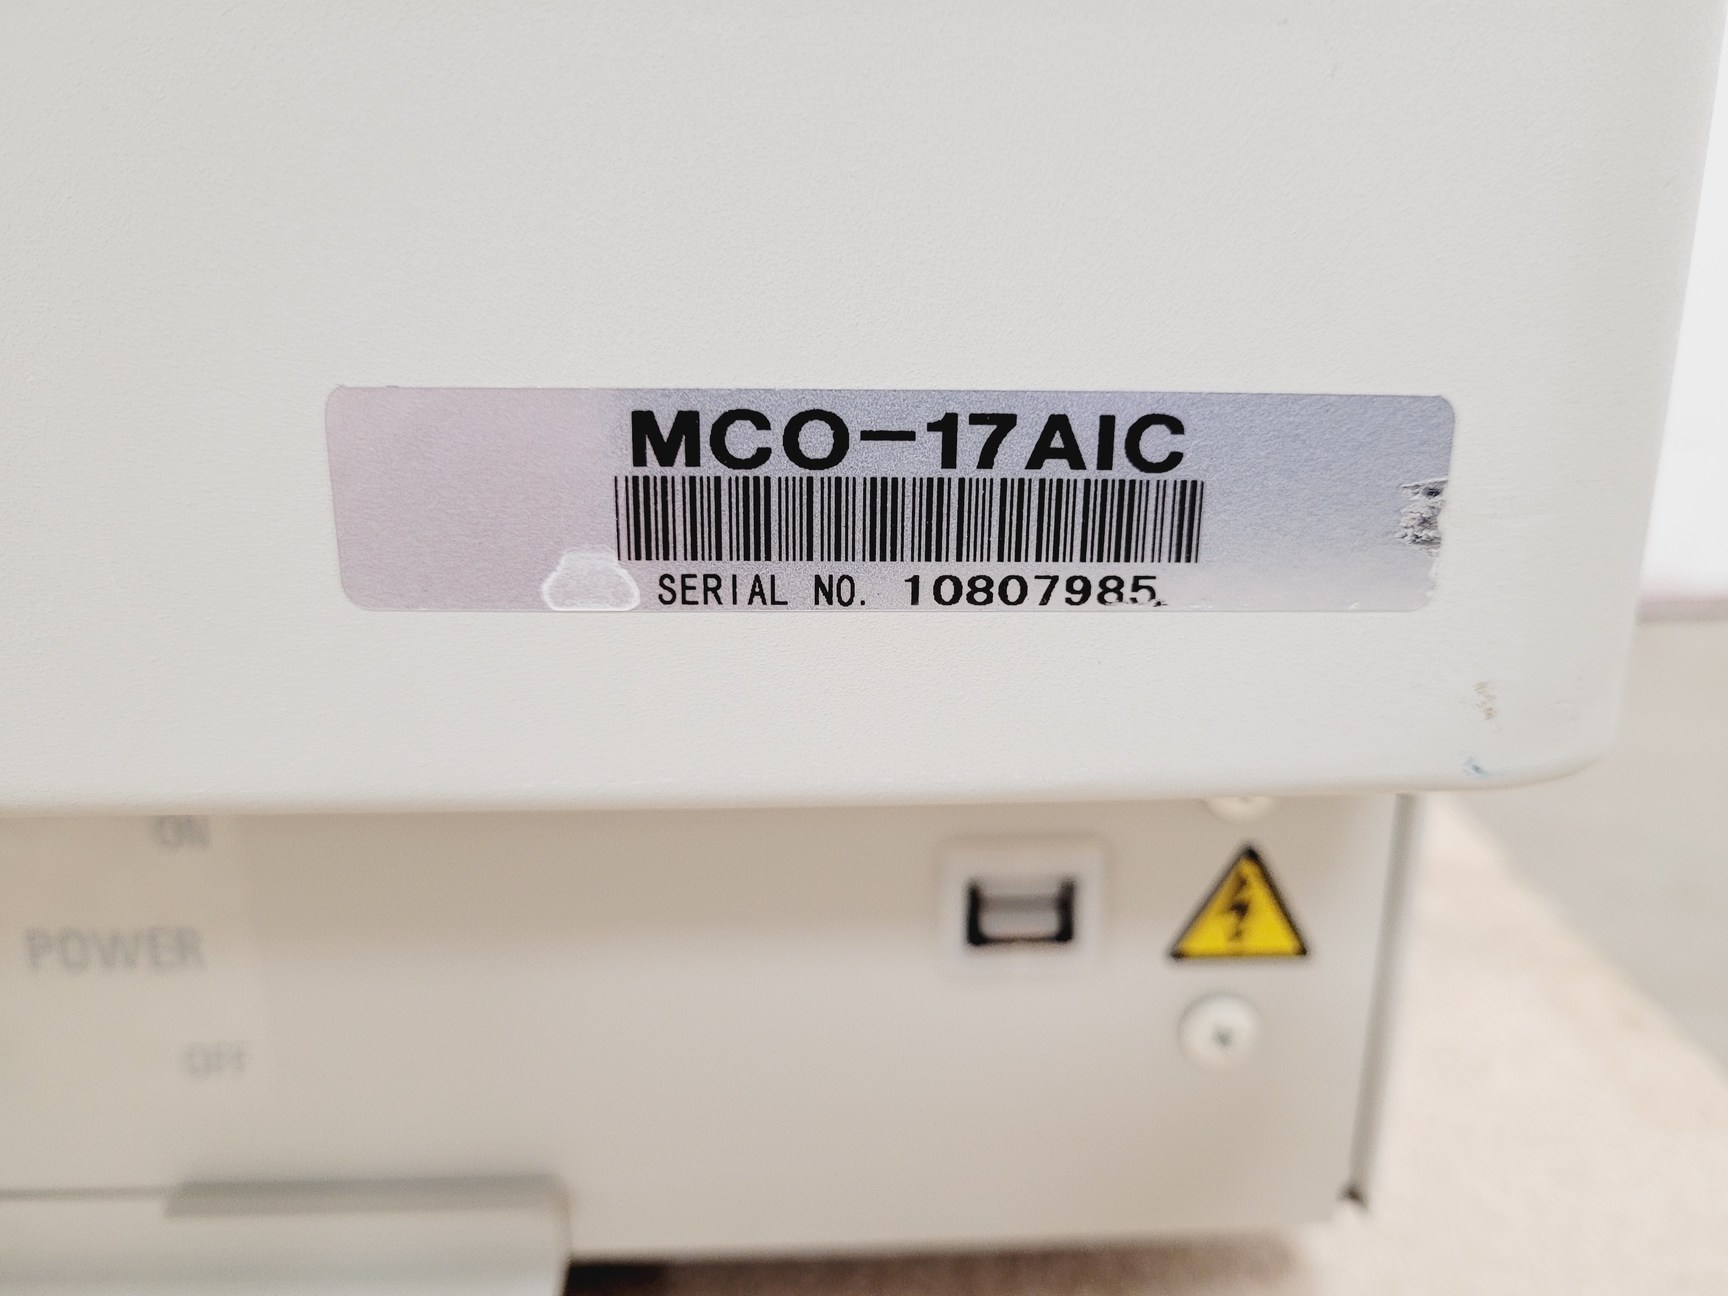 MCO-17AIC
SERIAL NO. 10807985
ON
POWER
OFF